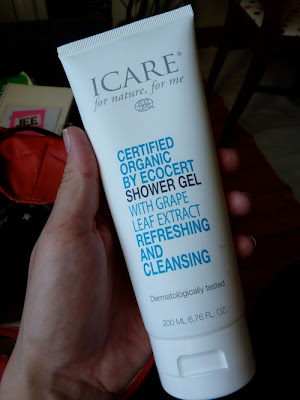 ICARE®
for nature, for me
CERTIFIED
ORGANIC
BY ECOCERT
SHOWER GEL
WITH GRAPE
LEAF EXTRACT
REFRESHING
AND
CLEANSING
Dermatologically tested
200 ML 6,76 FL. OZ.